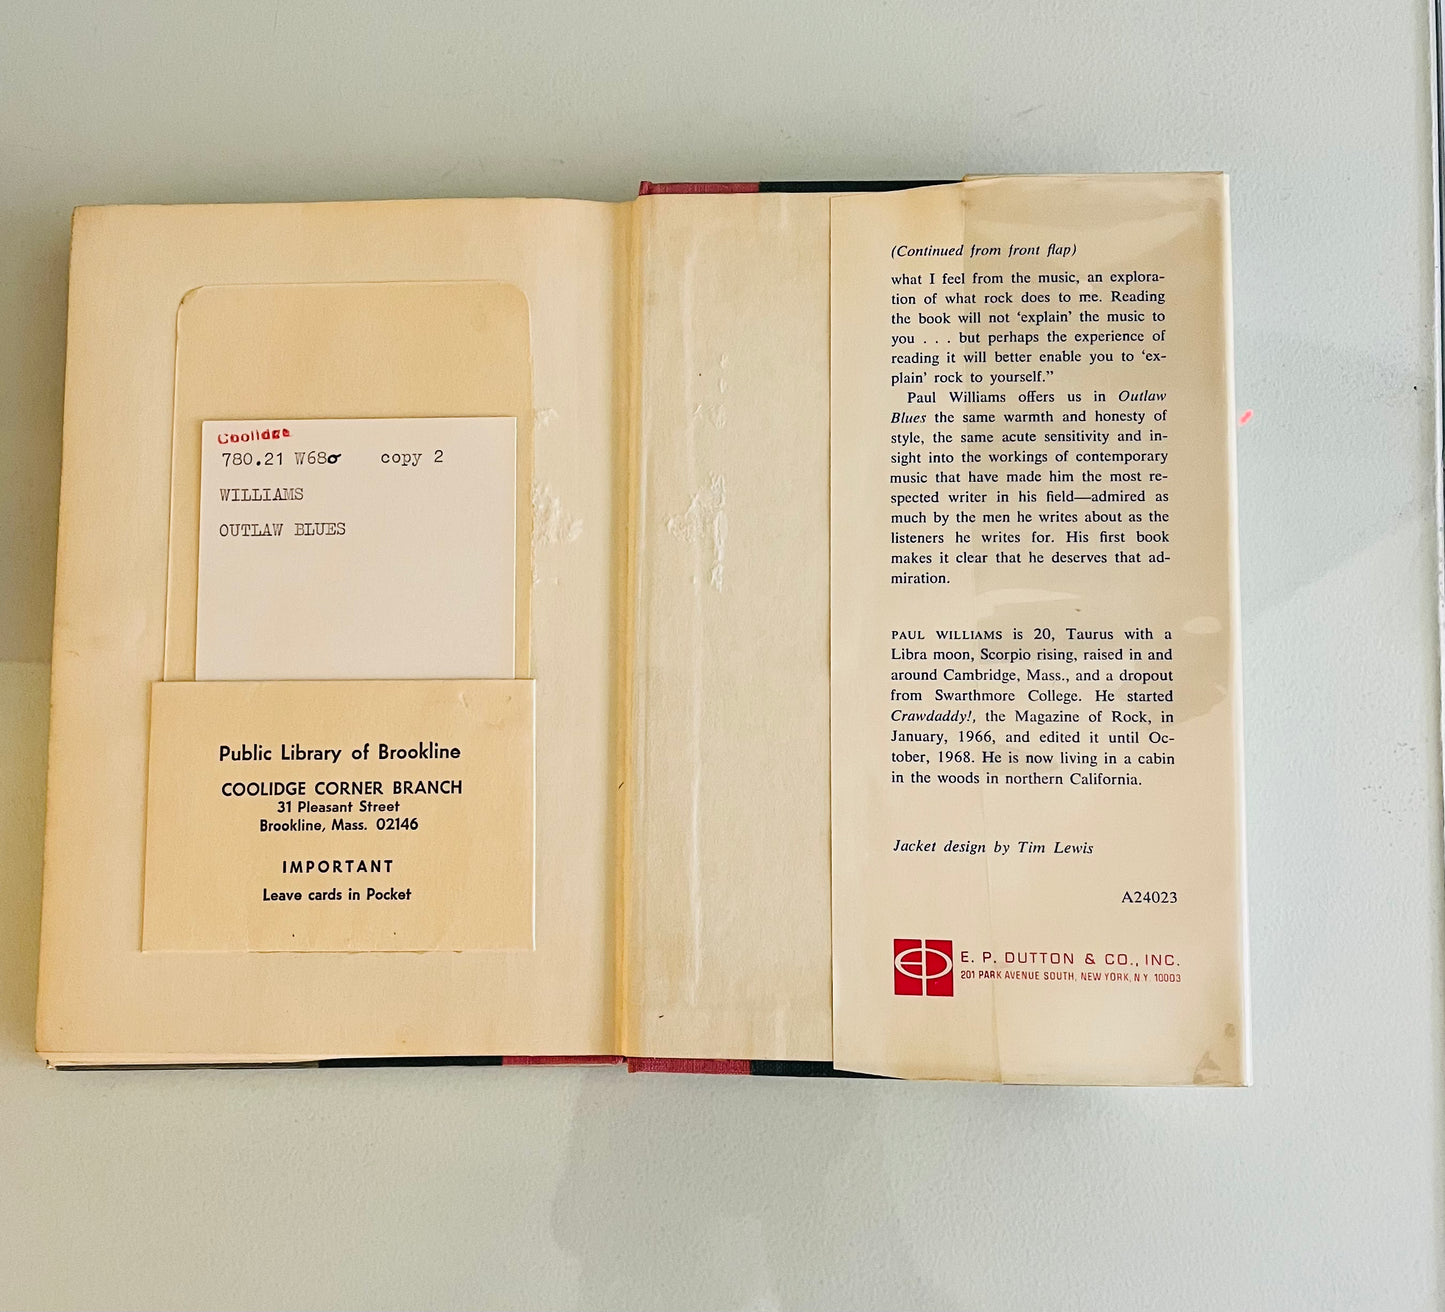 Coolidge
780.21 W68o copy 2
WILLIAMS
OUTLAW BLUES
Public Library of Brookline
COOLIDGE CORNER BRANCH
31 Pleasant Street
Brookline, Mass. 02146
IMPORTANT
Leave cards in Pocket
(Continued from front flap)
what I feel from the music, an explora-
tion of what rock does to me. Reading
the book will not ‘explain’ the music to
you . . . but perhaps the experience of
reading it will better enable you to ‘ex-
plain’ rock to yourself.”
Paul Williams offers us in Outlaw
Blues the same warmth and honesty of
style, the same acute sensitivity and in-
sight into the workings of contemporary
music that have made him the most re-
spected writer in his field—admired as
much by the men he writes about as the
listeners he writes for. His first book
makes it clear that he deserves that ad-
miration.
PAUL WILLIAMS is 20, Taurus with a
Libra moon, Scorpio rising, raised in and
around Cambridge, Mass., and a dropout
from Swarthmore College. He started
Crawdaddy!, the Magazine of Rock, in
January, 1966, and edited it until Oc-
tober, 1968. He is now living in a cabin
in the woods in northern California.
Jacket design by Tim Lewis
A24023
E. P. DUTTON & CO., INC.
201 PARK AVENUE SOUTH, NEW YORK, N.Y. 10003